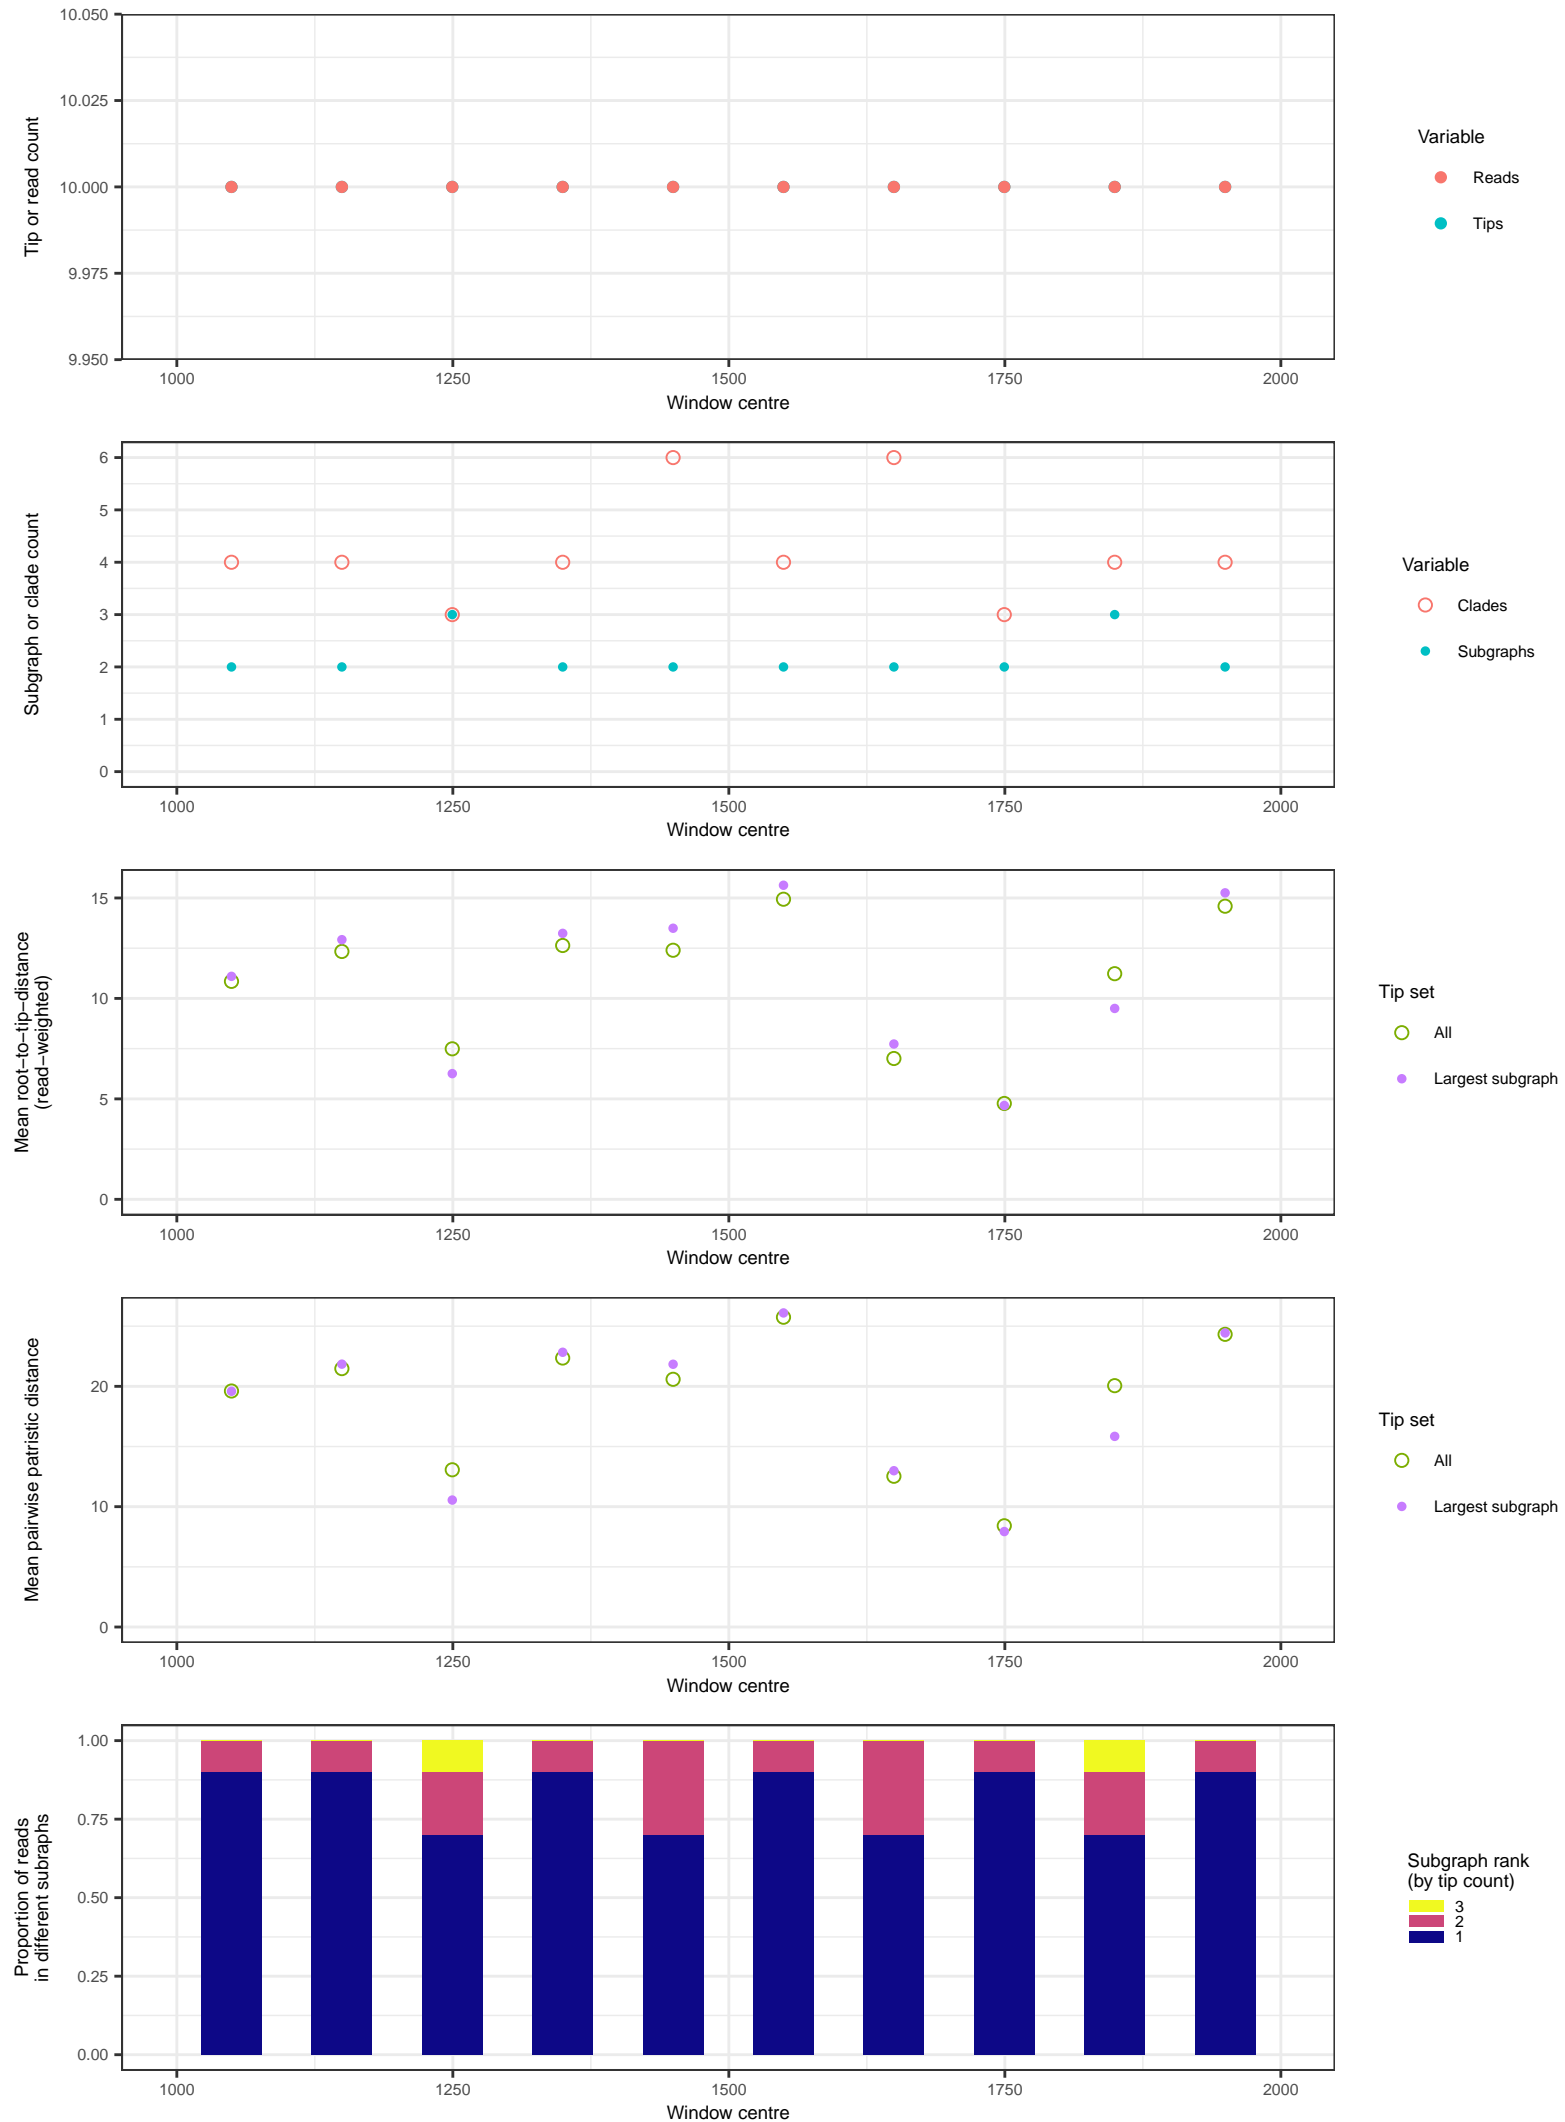 10.050
10.025
10.000
9.975
9.950
Tip or read count
1000 1250 1500 1750 2000
Window centre
Variable
Reads
Tips
6
5
4
3
2
1
0
Subgraph or clade count
1000 1250 1500 1750 2000
Window centre
Variable
Clades
Subgraphs
15
10
5
0
Mean root−to−tip−distance
(read−weighted)
1000 1250 1500 1750 2000
Window centre
Tip set
All
Largest subgraph
20
10
0
Mean pairwise patristic distance
1000 1250 1500 1750 2000
Window centre
Tip set
All
Largest subgraph
1.00
0.75
0.50
0.25
0.00
Proportion of reads
in different subraphs
1000 1250 1500 1750 2000
Window centre
Subgraph rank
(by tip count)
3
2
1